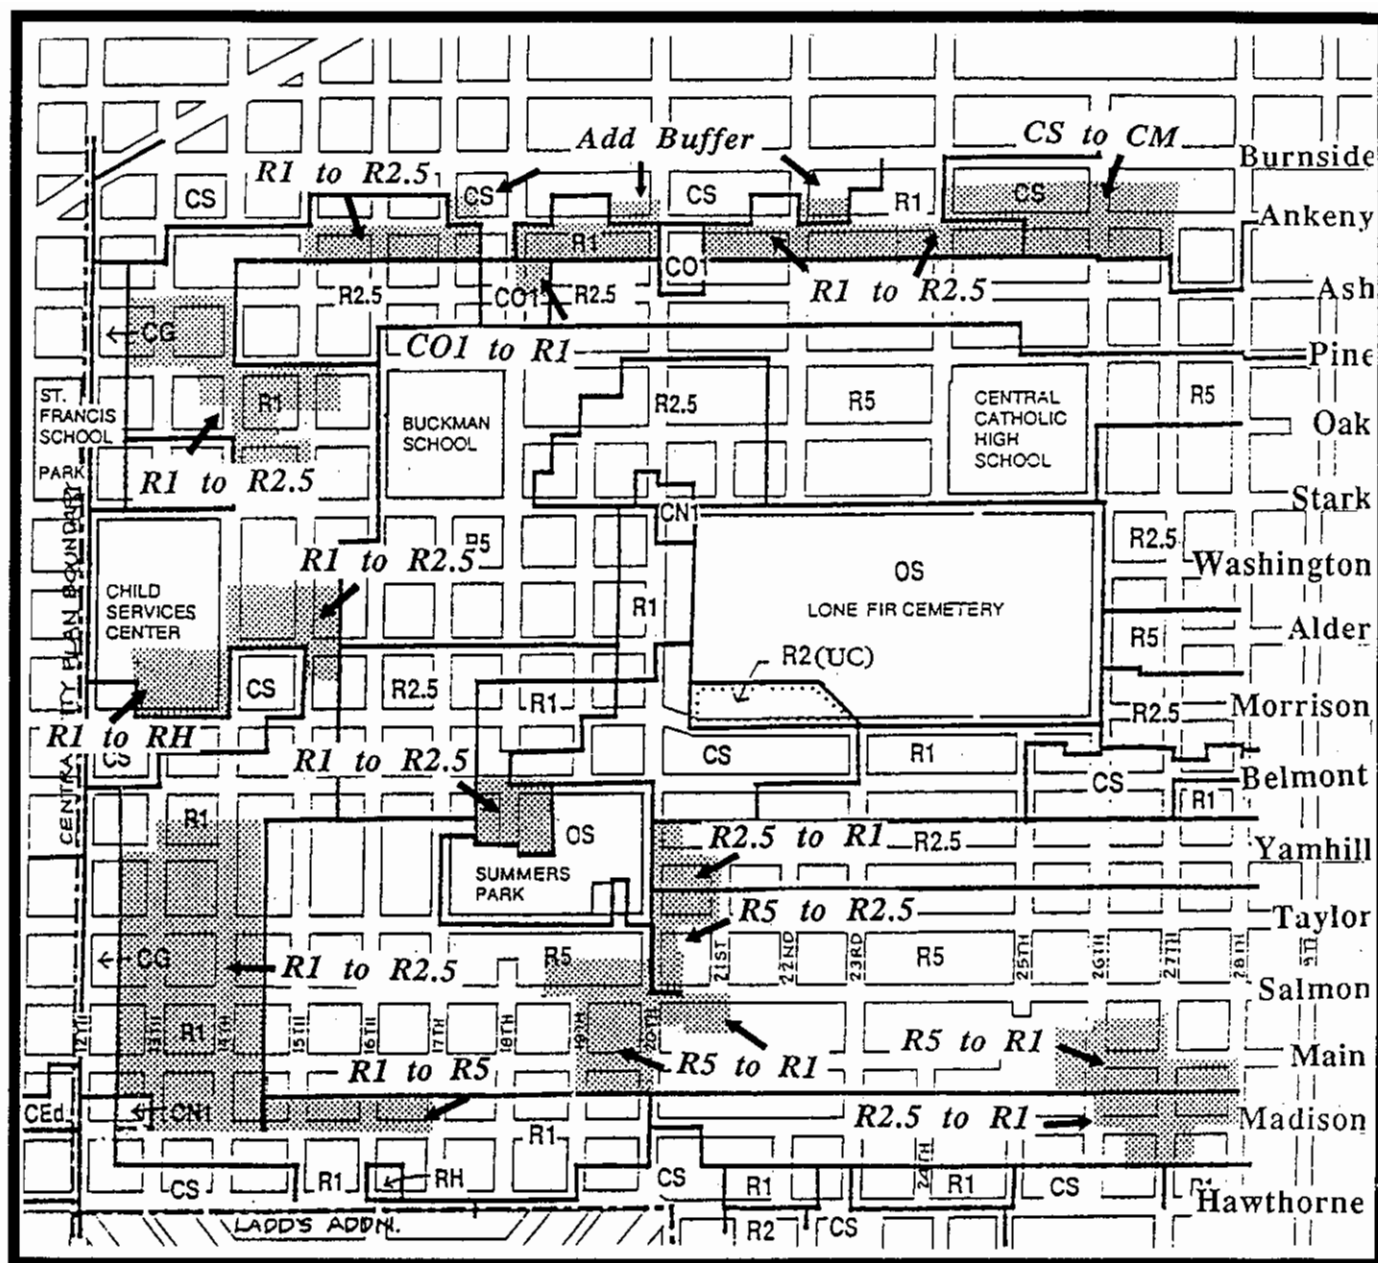 Add Buffer
CS to CM
Burnside
R1 to R2.5
CS
CS
CS
CS
R1
Ankeny
R1
CO1
R2.5
CO1
R2.5
R1 to R2.5
Ash
CG
CO1 to R1
Pine
ST.
FRANCIS
SCHOOL
PARK
R1
BUCKMAN
SCHOOL
R2.5
R5
CENTRAL
CATHOLIC
HIGH
SCHOOL
R5
Oak
R1 to R2.5
Stark
CN1
R5
R1 to R2.5
R2.5
Washington
CHILD
SERVICES
CENTER
OS
LONE FIR CEMETERY
R1
R5
Alder
R2(UC)
CS
R2.5
R1
R2.5
Morrison
R1 to RH
CS
R1 to R2.5
CS
R1
CS
Belmont
R1
R1
OS
R2.5 to R1
R2.5
Yamhill
SUMMERS
PARK
R5 to R2.5
Taylor
CG
R1 to R2.5
R5
21ST
22ND
23RD
R5
25TH
26TH
27TH
28TH
Salmon
12TH
13TH
R1
14TH
15TH
16TH
17TH
18TH
19TH
20TH
R5 to R1
R5 to R1
Main
R1 to R5
CEd
CN1
R2.5 to R1
Madison
R1
24TH
CS
R1
RH
CS
R1
R1
CS
R1
Hawthorne
LADD'S ADDN.
R2
CS